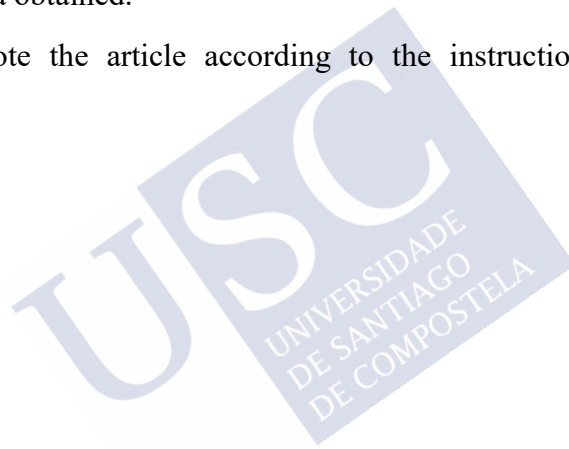 a obtained.
ote the article according to the instructio
USC
UNIVERSIDADE
DE SANTIAGO
DE COMPOSTELA